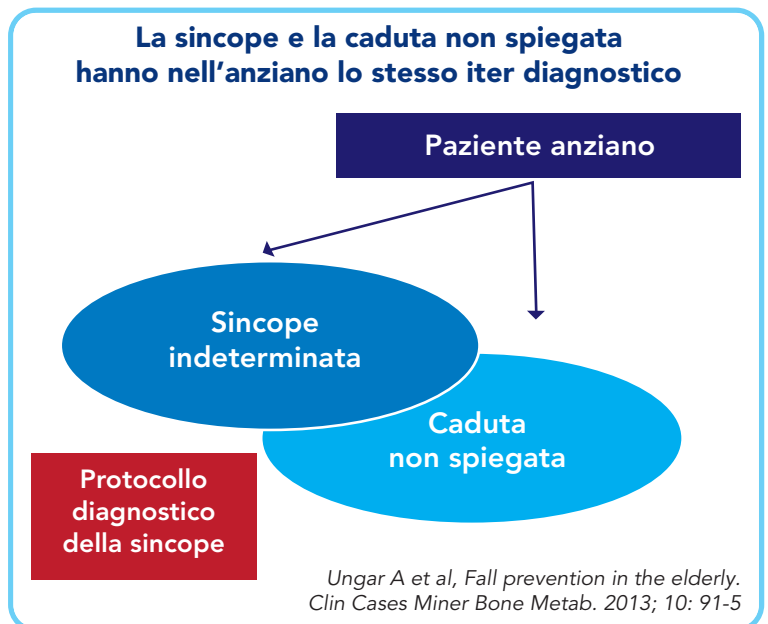 La sincope e la caduta non spiegata
hanno nell'anziano lo stesso iter diagnostico
Paziente anziano
Sincope
indeterminata
Caduta
non spiegata
Protocollo
diagnostico
della sincope
Ungar A et al, Fall prevention in the elderly.
Clin Cases Miner Bone Metab. 2013; 10: 91-5